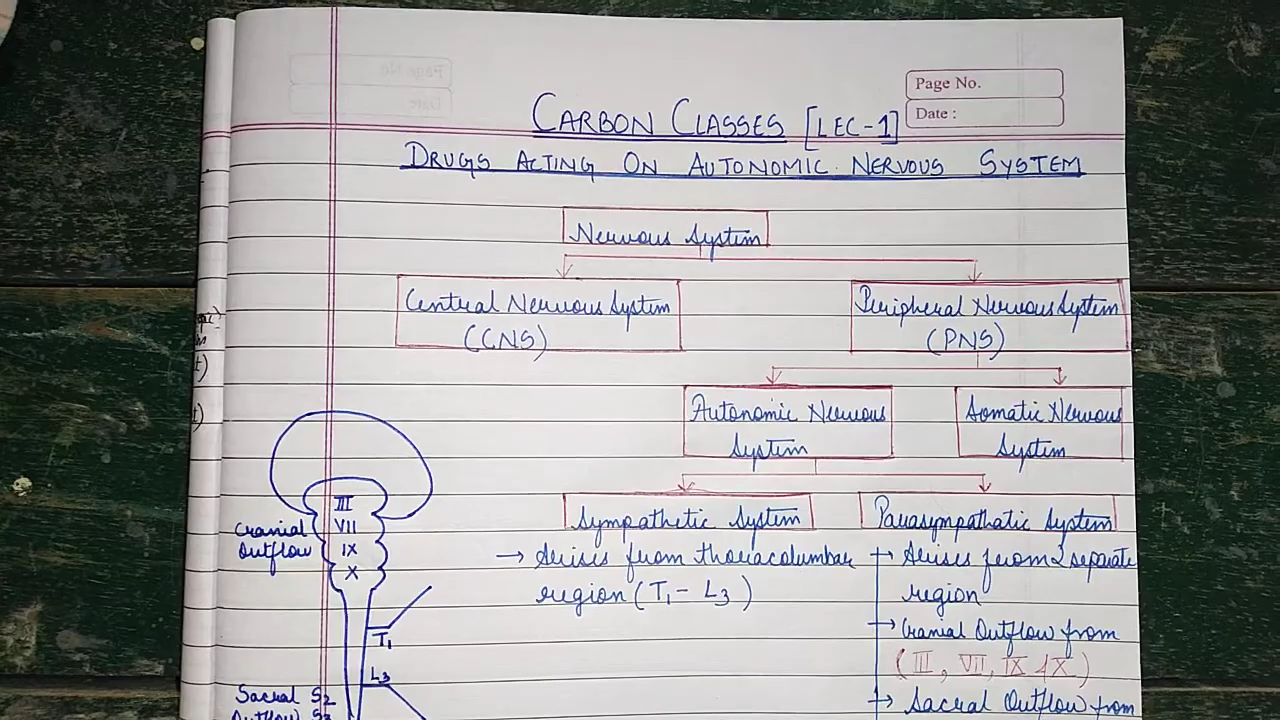 Page No.
Date :
CARBON CLASSES [LEC-1]
DRUGS ACTING ON AUTONOMIC NERVOUS SYSTEM
Nervous System
Central Nervous System
(CNS)
Peripheral Nervous System
(PNS)
Autonomic Nervous
System
Somatic Nervous
System
Sympathetic System
→ Arises from thoracolumbar
region (T1 - L3)
Parasympathatic System
→ Arises from 2 separate
region
→ Cranial Outflow from
(III, VII, IX, X)
→ Sacral Outflow from
Cranial
Outflow
III
VII
IX
X
T1
L3
Sacral S2
Outflow S3